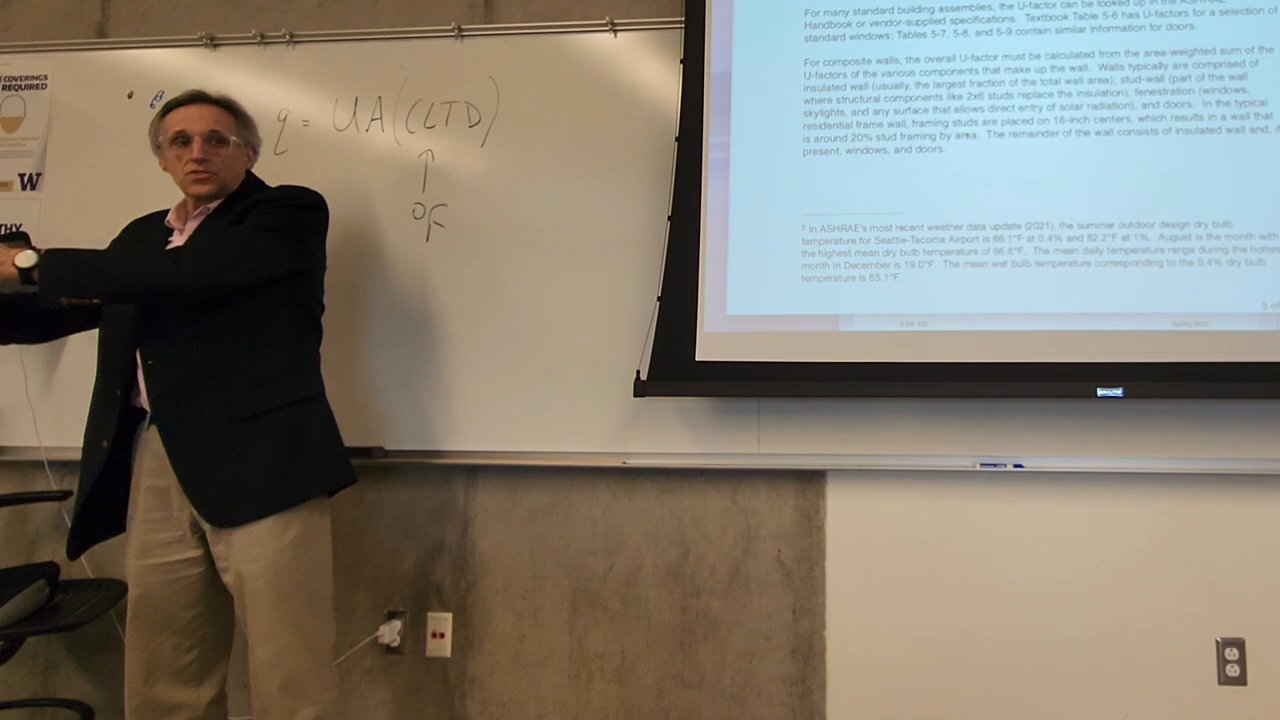 E COVERINGS
REQUIRED
W
THY
q = UA(CLTD)
↑
°F
For many standard building assemblies, the U-factor can be looked up in the ASHRAE
Handbook or vendor-supplied specifications. Textbook Table 5-6 has U-factors for a selection of
standard windows; Tables 5-7, 5-8, and 5-9 contain similar information for doors.
For composite walls, the overall U-factor must be calculated from the area-weighted sum of the
U-factors of the various components that make up the wall. Walls typically are comprised of
insulated wall (usually, the largest fraction of the total wall area), stud-wall (part of the wall
where structural components like 2x6 studs replace the insulation), fenestration (windows,
skylights, and any surface that allows direct entry of solar radiation), and doors. In the typical
residential frame wall, framing studs are placed on 16-inch centers, which results in a wall that
is around 20% stud framing by area. The remainder of the wall consists of insulated wall and, i
present, windows, and doors.
2 In ASHRAE's most recent weather data update (2021), the summer outdoor design dry bulb
temperature for Seattle-Tacoma Airport is 86.1°F at 0.4% and 82.2°F at 1%. August is the month with
the highest mean dry bulb temperature of 66.6°F. The mean daily temperature range during the hottes
month in December is 19.0°F. The mean wet bulb temperature corresponding to the 0.4% dry bulb
temperature is 65.1°F.
3 of